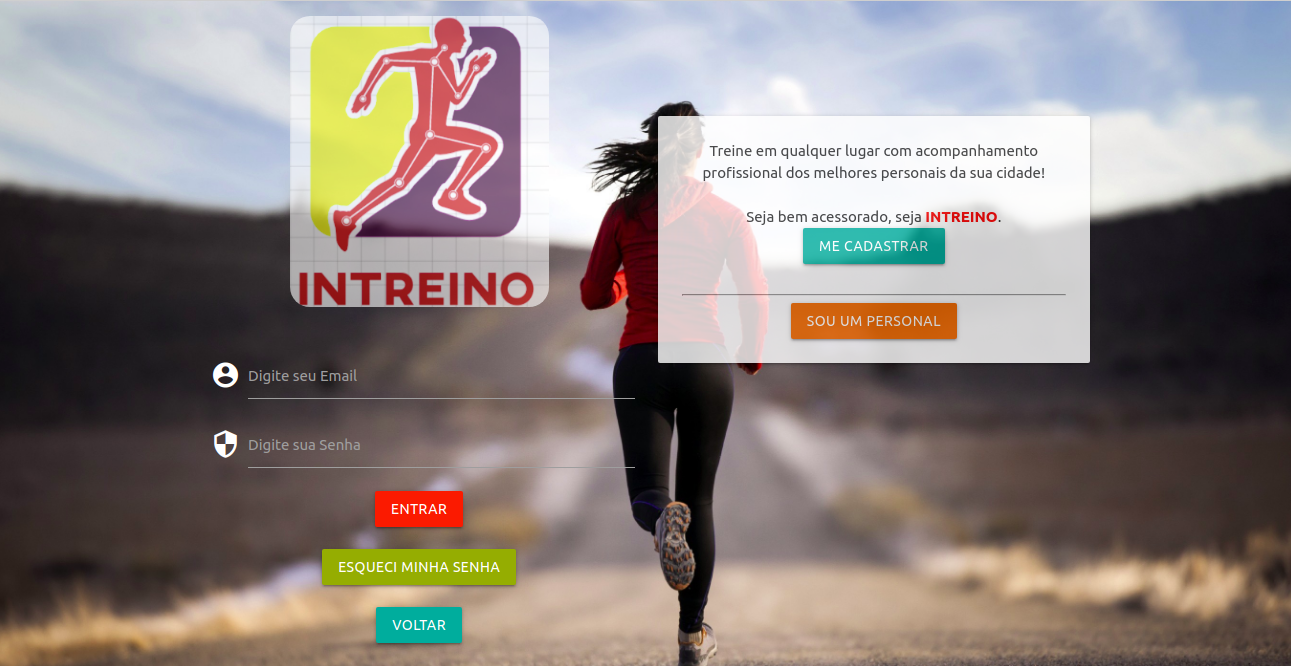 INTREINO
Digite seu Email
Digite sua Senha
ENTRAR
ESQUECI MINHA SENHA
VOLTAR
Treine em qualquer lugar com acompanhamento
profissional dos melhores personais da sua cidade!
Seja bem acessorado, seja INTREINO.
ME CADASTRAR
SOU UM PERSONAL